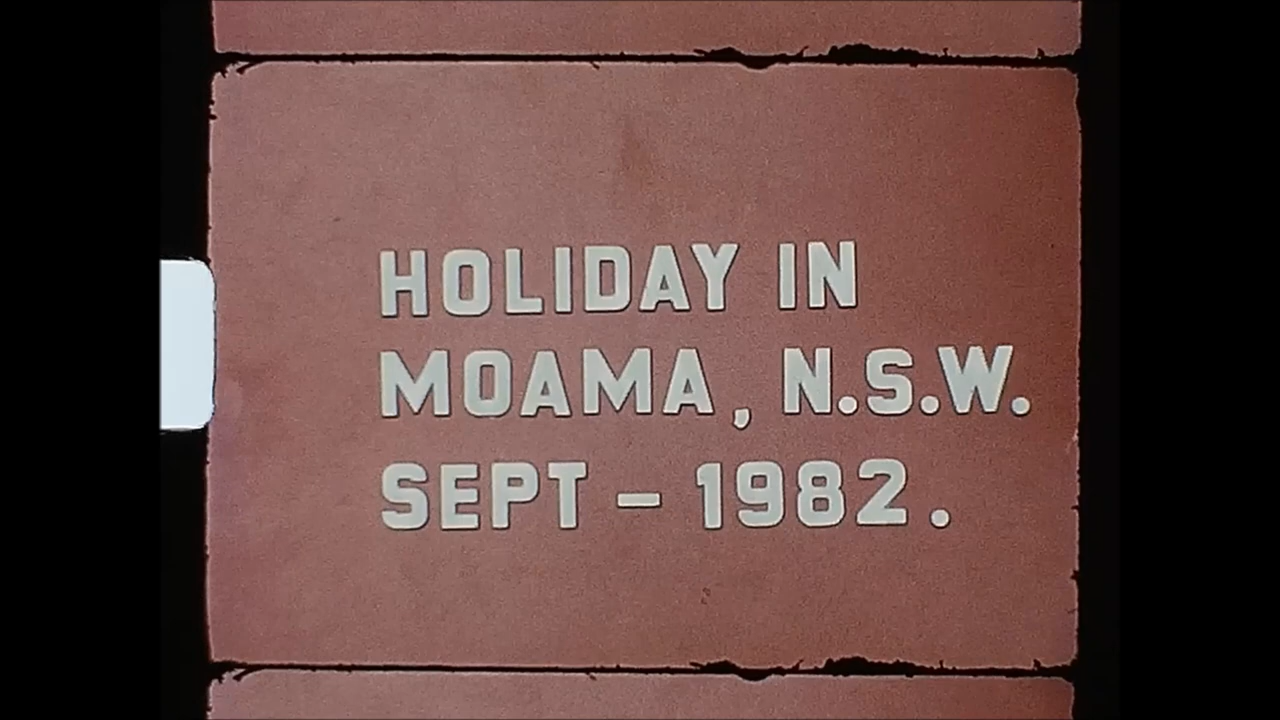 HOLIDAY IN
MOAMA, N.S.W.
SEPT – 1982.